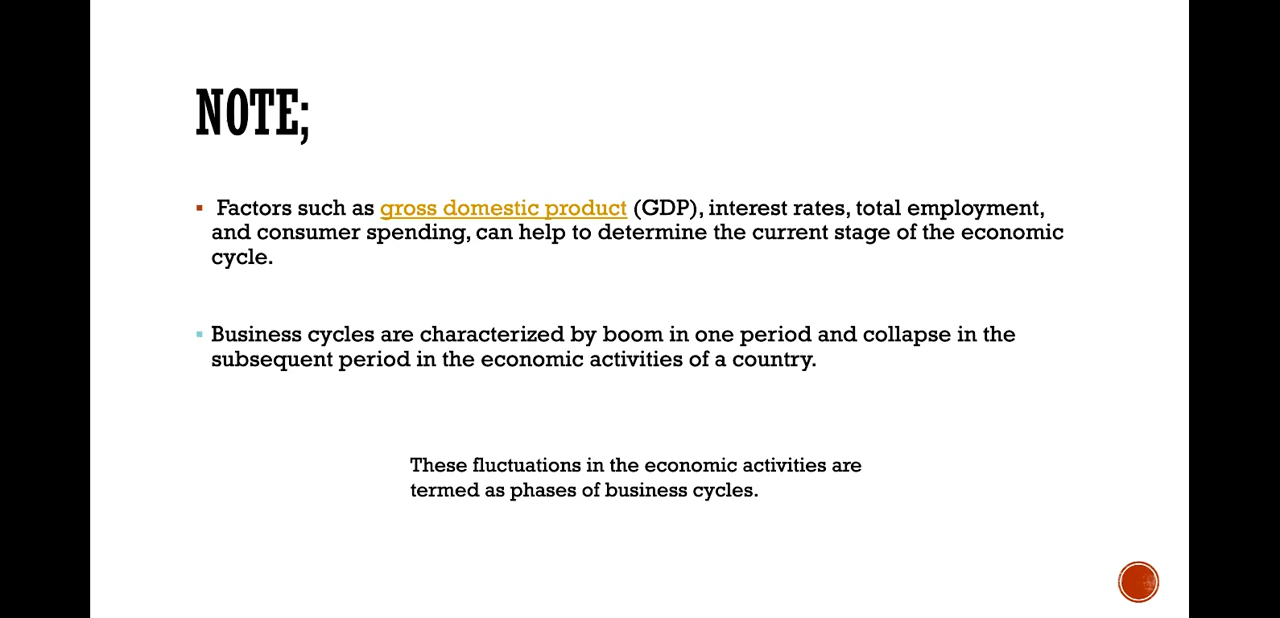 NOTE;
Factors such as gross domestic product (GDP), interest rates, total employment,
and consumer spending, can help to determine the current stage of the economic
cycle.
Business cycles are characterized by boom in one period and collapse in the
subsequent period in the economic activities of a country.
These fluctuations in the economic activities are
termed as phases of business cycles.